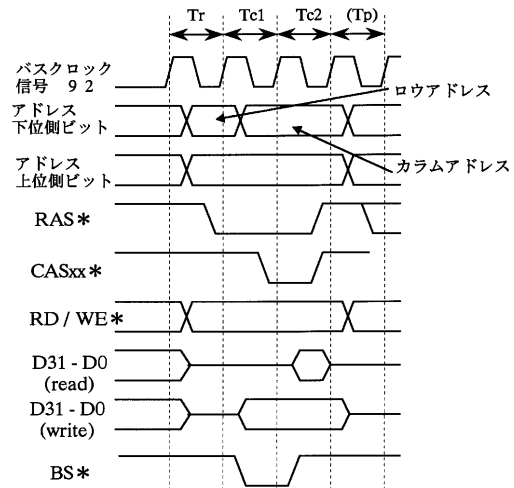 Tr Tc1 Tc2 (Tp)
バスクロック
信号 92
ロウアドレス
アドレス
下位側ビット
カラムアドレス
アドレス
上位側ビット
RAS*
CASxx*
RD / WE*
D31 - D0
(read)
D31 - D0
(write)
BS*